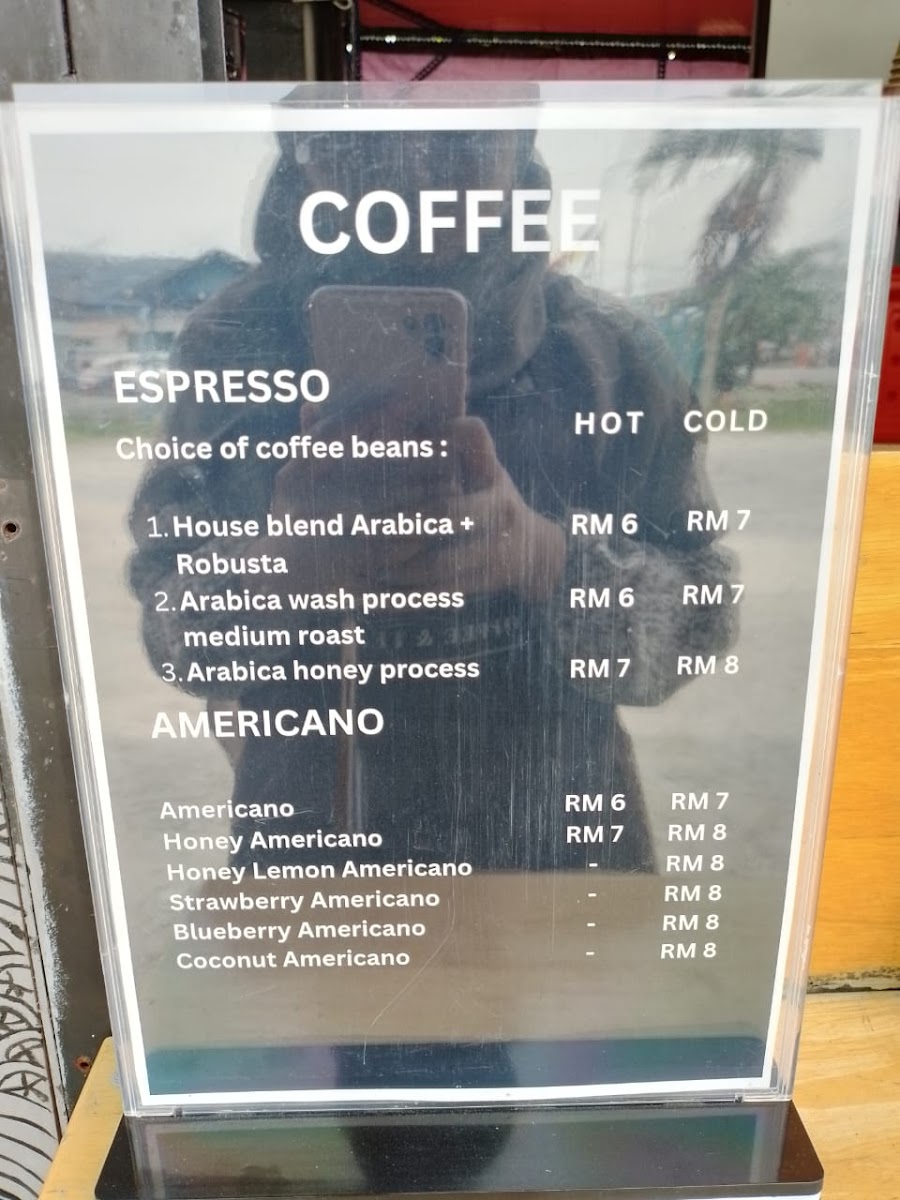 COFFEE
ESPRESSO
HOT COLD
Choice of coffee beans :
1. House blend Arabica + RM 6 RM 7
Robusta
2. Arabica wash process RM 6 RM 7
medium roast
3. Arabica honey process RM 7 RM 8
AMERICANO
Americano RM 6 RM 7
Honey Americano RM 7 RM 8
Honey Lemon Americano - RM 8
Strawberry Americano - RM 8
Blueberry Americano - RM 8
Coconut Americano - RM 8